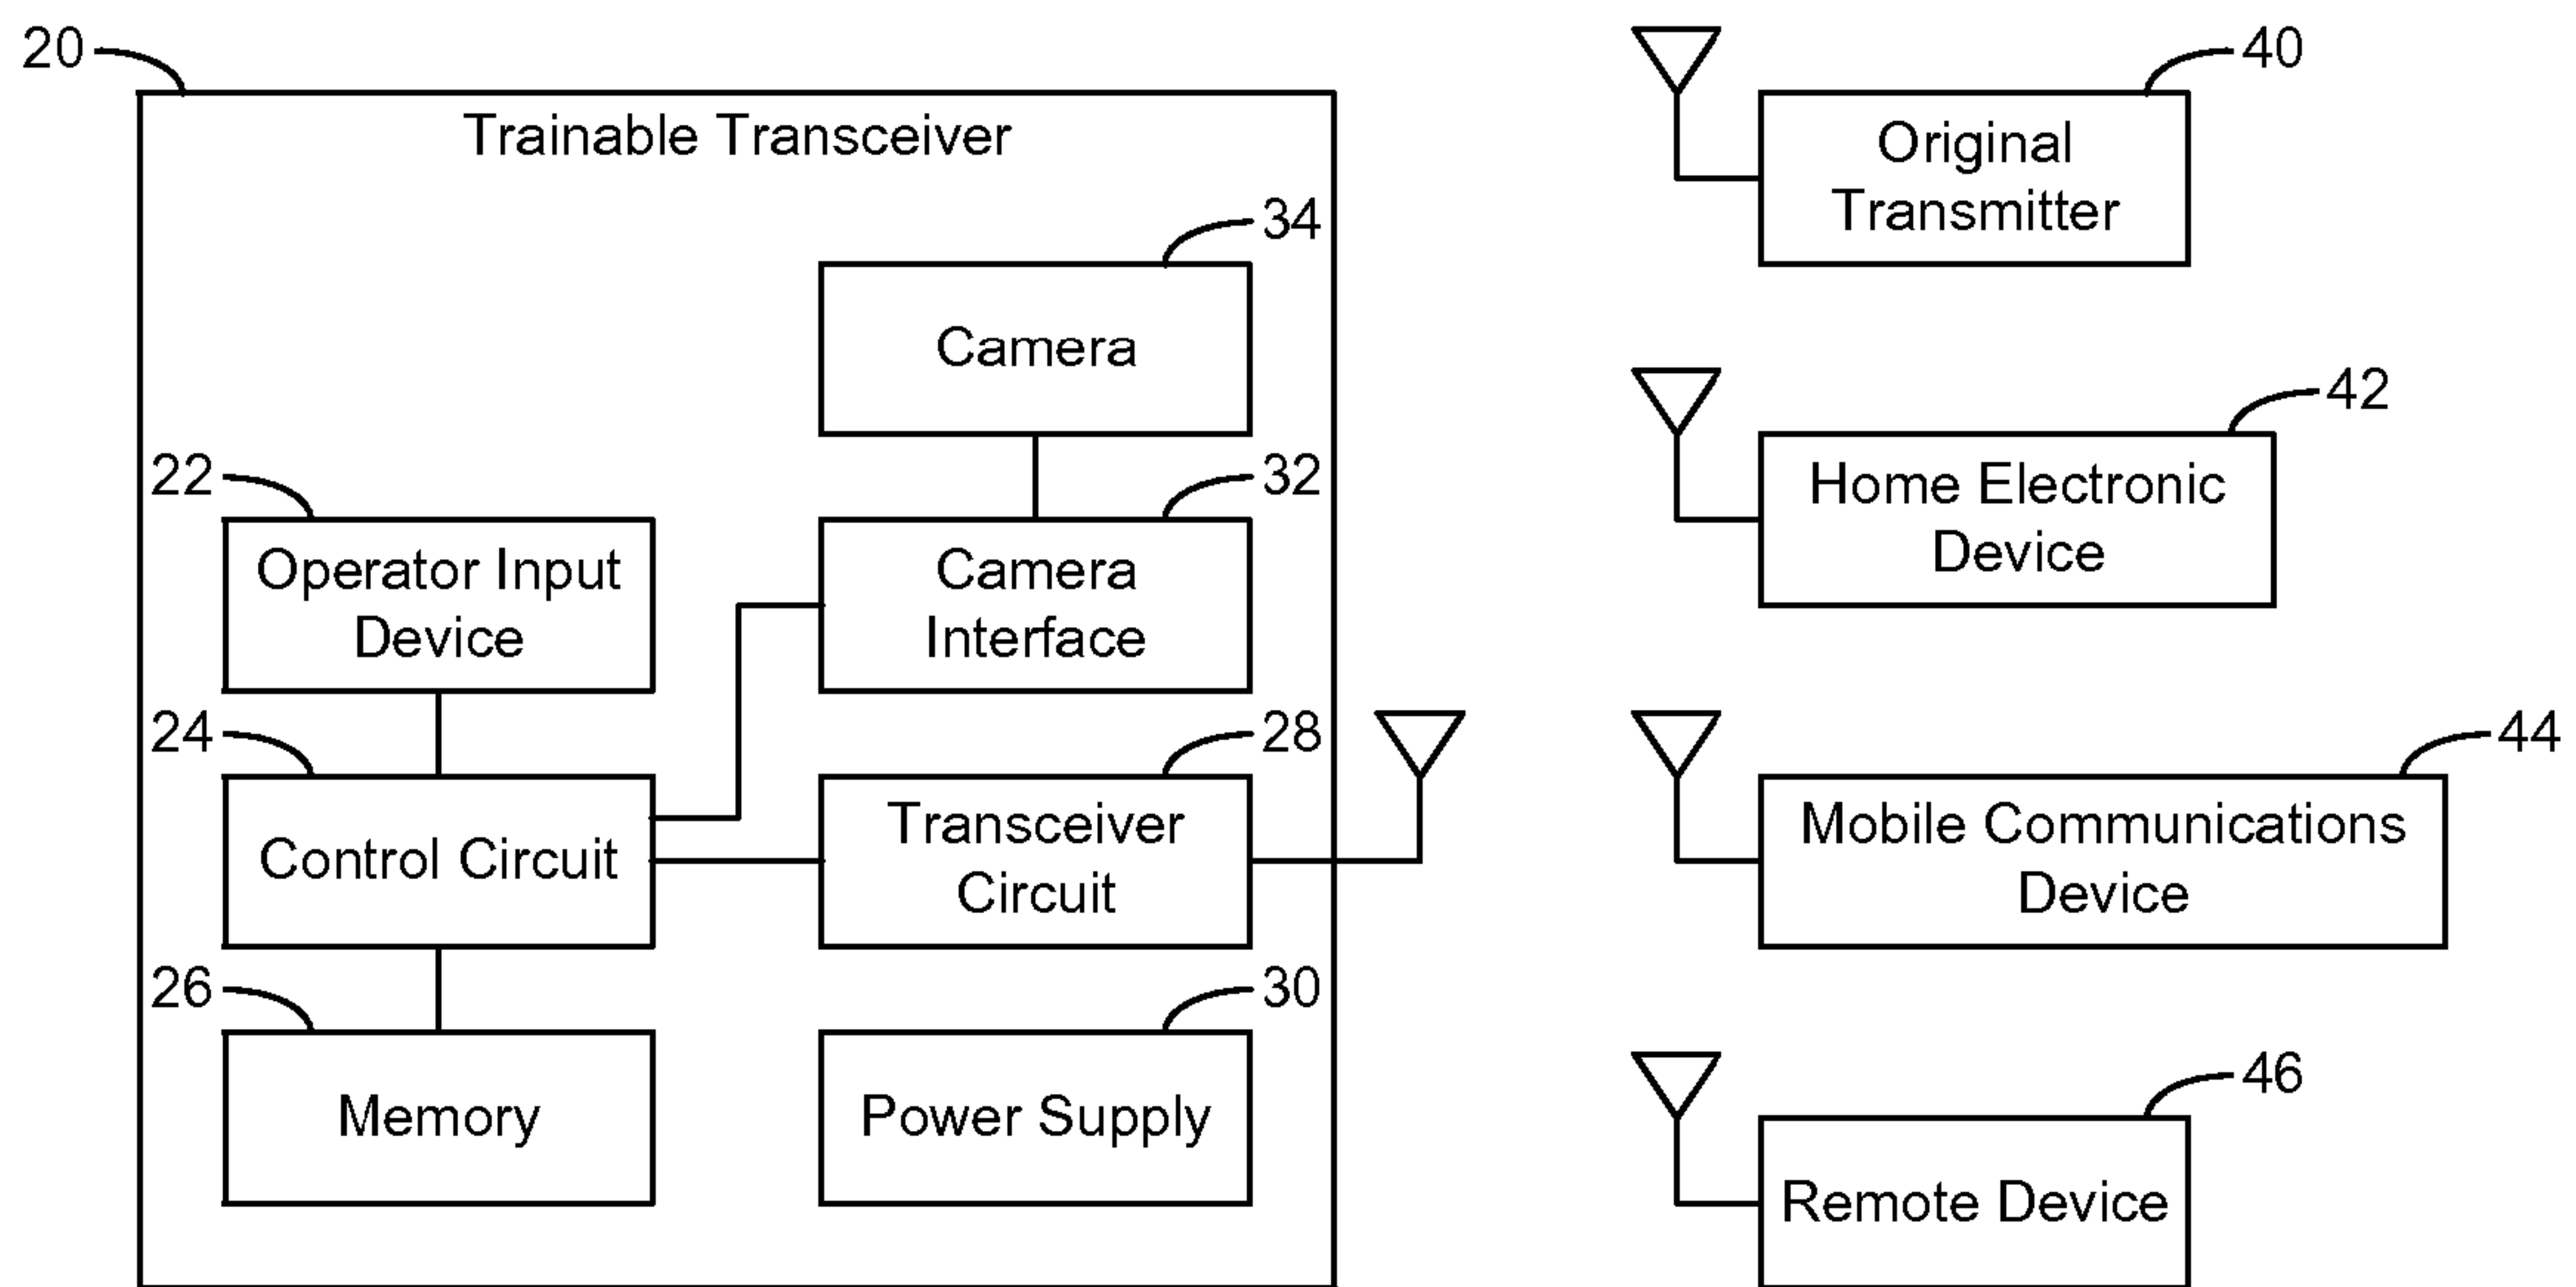 20
Trainable Transceiver
34
Camera
22
Operator Input
Device
32
Camera
Interface
24
Control Circuit
28
Transceiver
Circuit
26
Memory
30
Power Supply
40
Original
Transmitter
42
Home Electronic
Device
44
Mobile Communications
Device
46
Remote Device